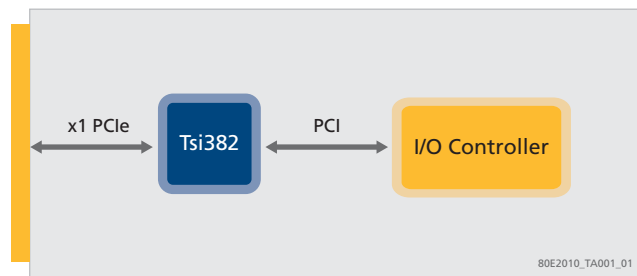 x1 PCIe
Tsi382
PCI
I/O Controller
80E2010_TA001_01